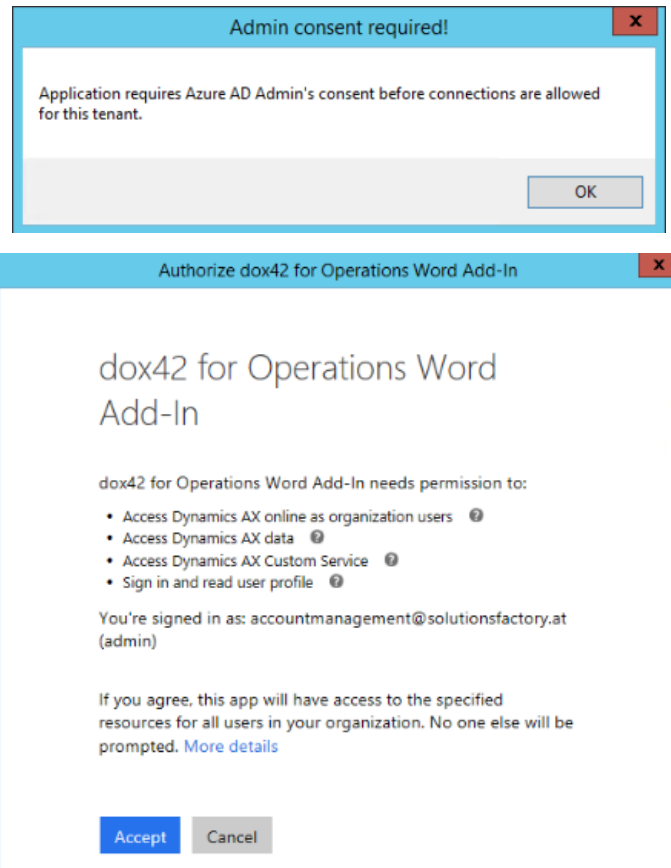 Admin consent required!
x
Application requires Azure AD Admin's consent before connections are allowed
for this tenant.
OK
Authorize dox42 for Operations Word Add-In
x
dox42 for Operations Word
Add-In
dox42 for Operations Word Add-In needs permission to:
• Access Dynamics AX online as organization users ?
• Access Dynamics AX data ?
• Access Dynamics AX Custom Service ?
• Sign in and read user profile ?
You're signed in as: accountmanagement@solutionsfactory.at
(admin)
If you agree, this app will have access to the specified
resources for all users in your organization. No one else will be
prompted. More details
Accept Cancel